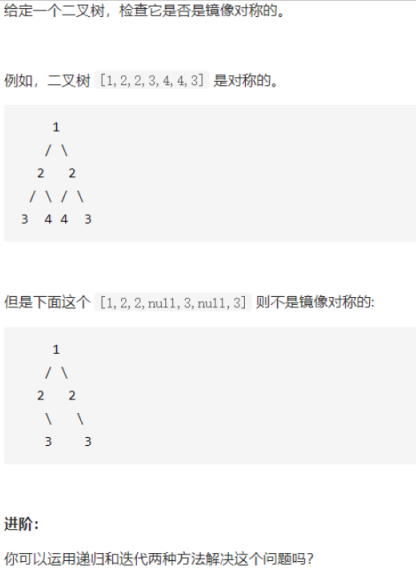 给定一个二叉树，检查它是否是镜像对称的。
例如，二叉树 [1,2,2,3,4,4,3] 是对称的。
    1
   / \
  2   2
 / \ / \
3  4 4  3
但是下面这个 [1,2,2,null,3,null,3] 则不是镜像对称的:
    1
   / \
  2   2
   \   \
   3    3
进阶：
你可以运用递归和迭代两种方法解决这个问题吗？